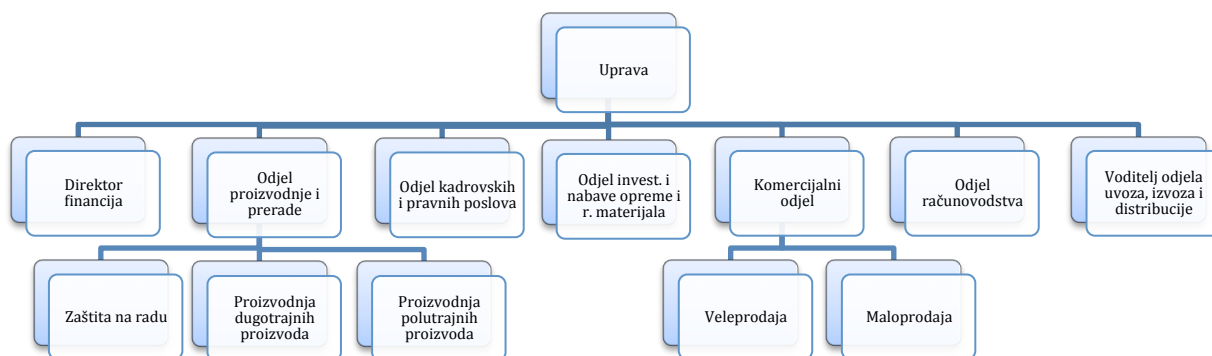 Uprava
Direktor
financija
Odjel
proizvodnje i
prerade
Odjel kadrovskih
i pravnih poslova
Odjel invest. i
nabave opreme i
r. materijala
Komercijalni
odjel
Odjel
računovodstva
Voditelj odjela
uvoza, izvoza i
distribucije
Zaštita na radu
Proizvodnja
dugotrajnih
proizvoda
Proizvodnja
polutrajnih
proizvoda
Veleprodaja
Maloprodaja